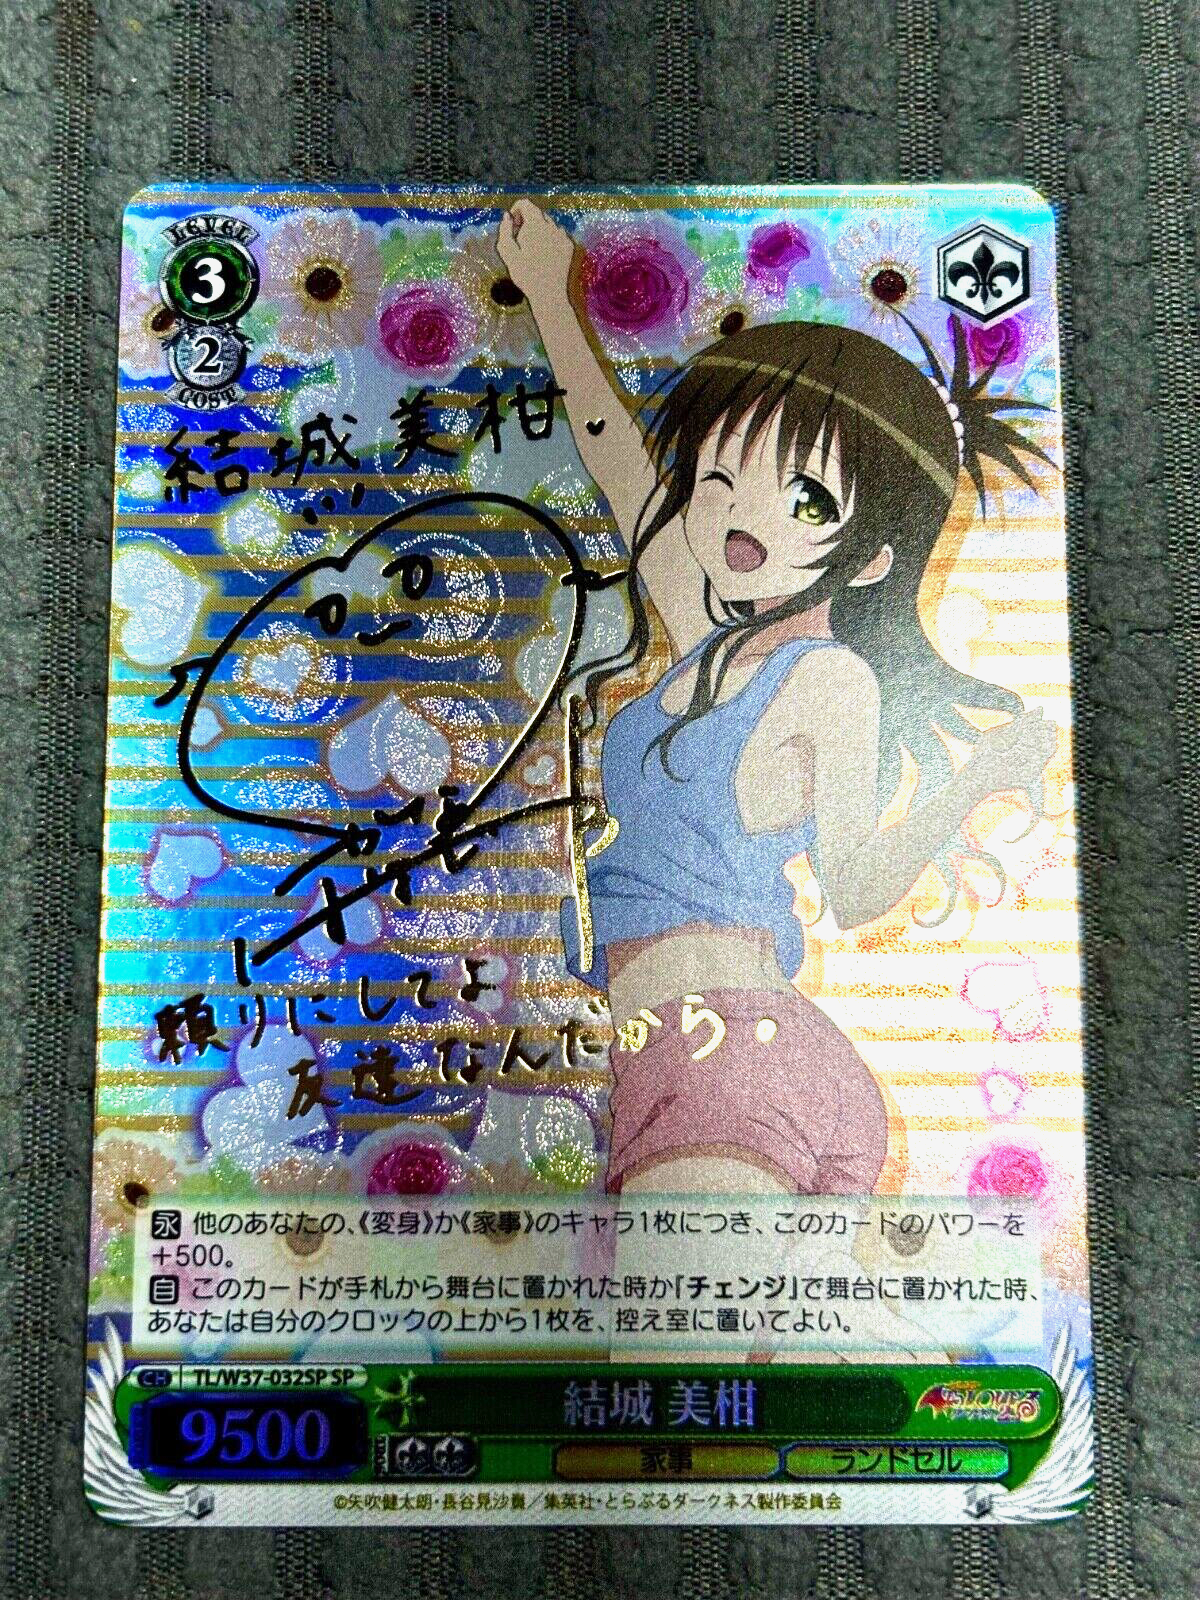 LEVEL
3
2
COST
結城美柑
頼りにしてよ
友達なんだから。
永 他のあなたの、《変身》か《家事》のキャラ1枚につき、このカードのパワーを
+500。
自 このカードが手札から舞台に置かれた時か『チェンジ』で舞台に置かれた時、
あなたは自分のクロックの上から1枚を、控え室に置いてよい。
CH TL/W37-032SP SP
結城 美柑
9500
家事 ランドセル
©矢吹健太朗・長谷見沙貴／集英社・とらぶるダークネス製作委員会